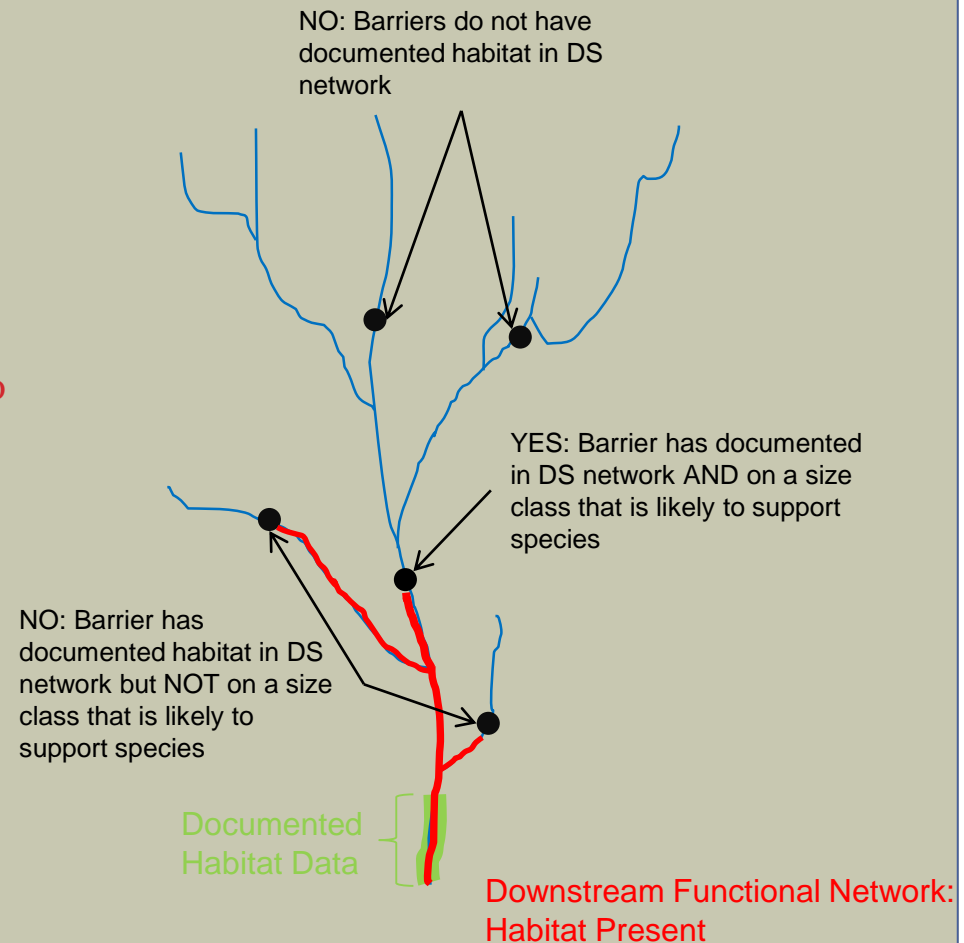 NO: Barriers do not have
documented habitat in DS
network
YES: Barrier has documented
in DS network AND on a size
class that is likely to support
species
NO: Barrier has
documented habitat in DS
network but NOT on a size
class that is likely to
support species
Documented
Habitat Data
Downstream Functional Network:
Habitat Present